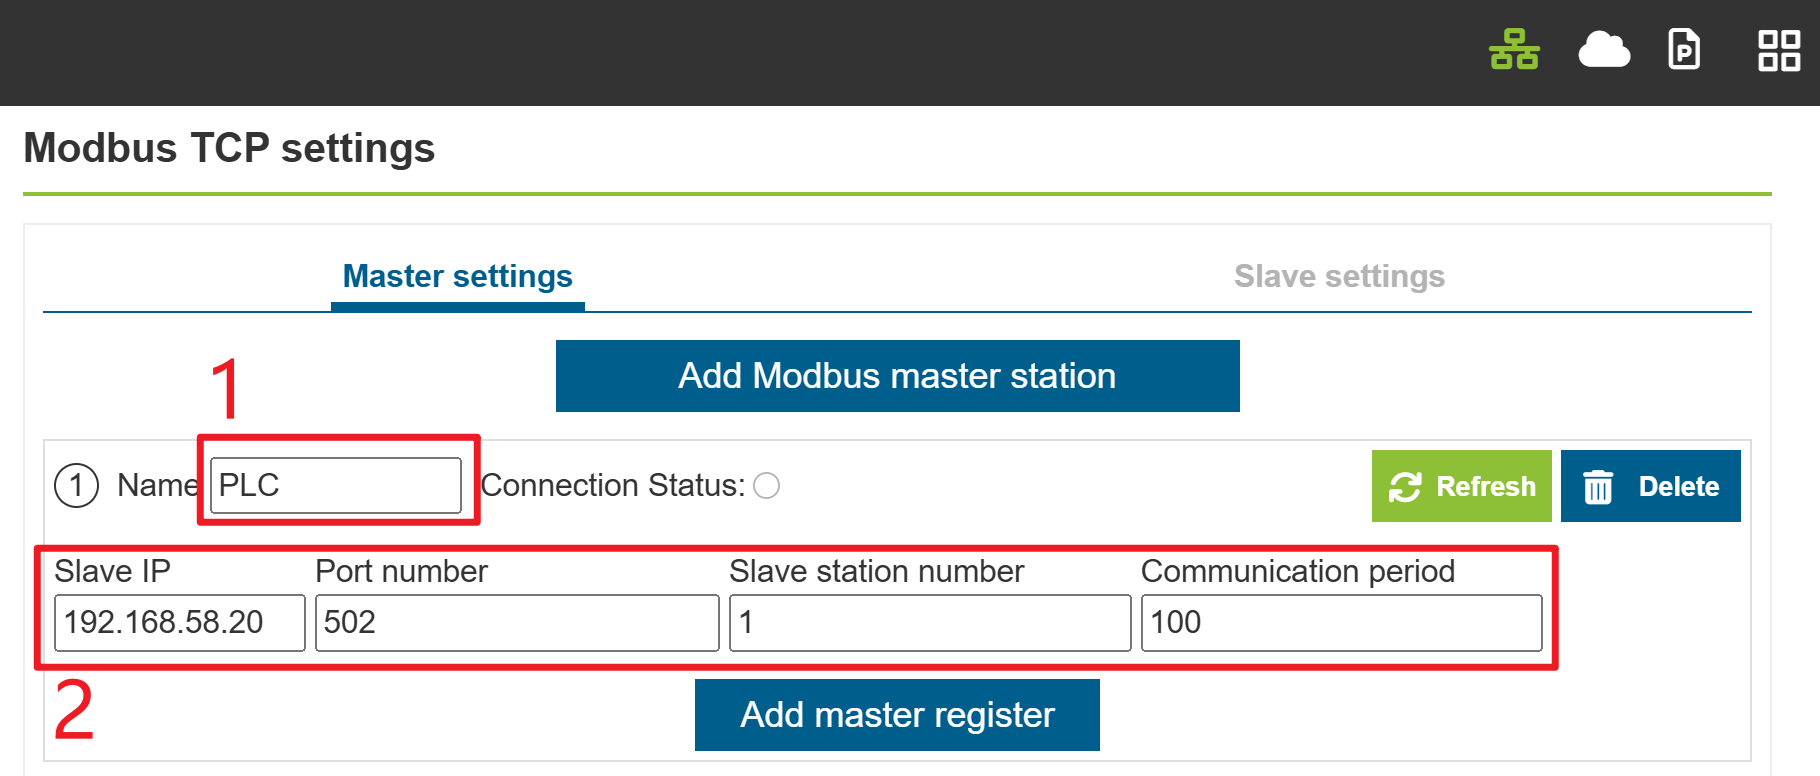 P
Modbus TCP settings
Master settings
Slave settings
Add Modbus master station
1
1 Name PLC Connection Status: Refresh Delete
Slave IP Port number Slave station number Communication period
192.168.58.20 502 1 100
2
Add master register